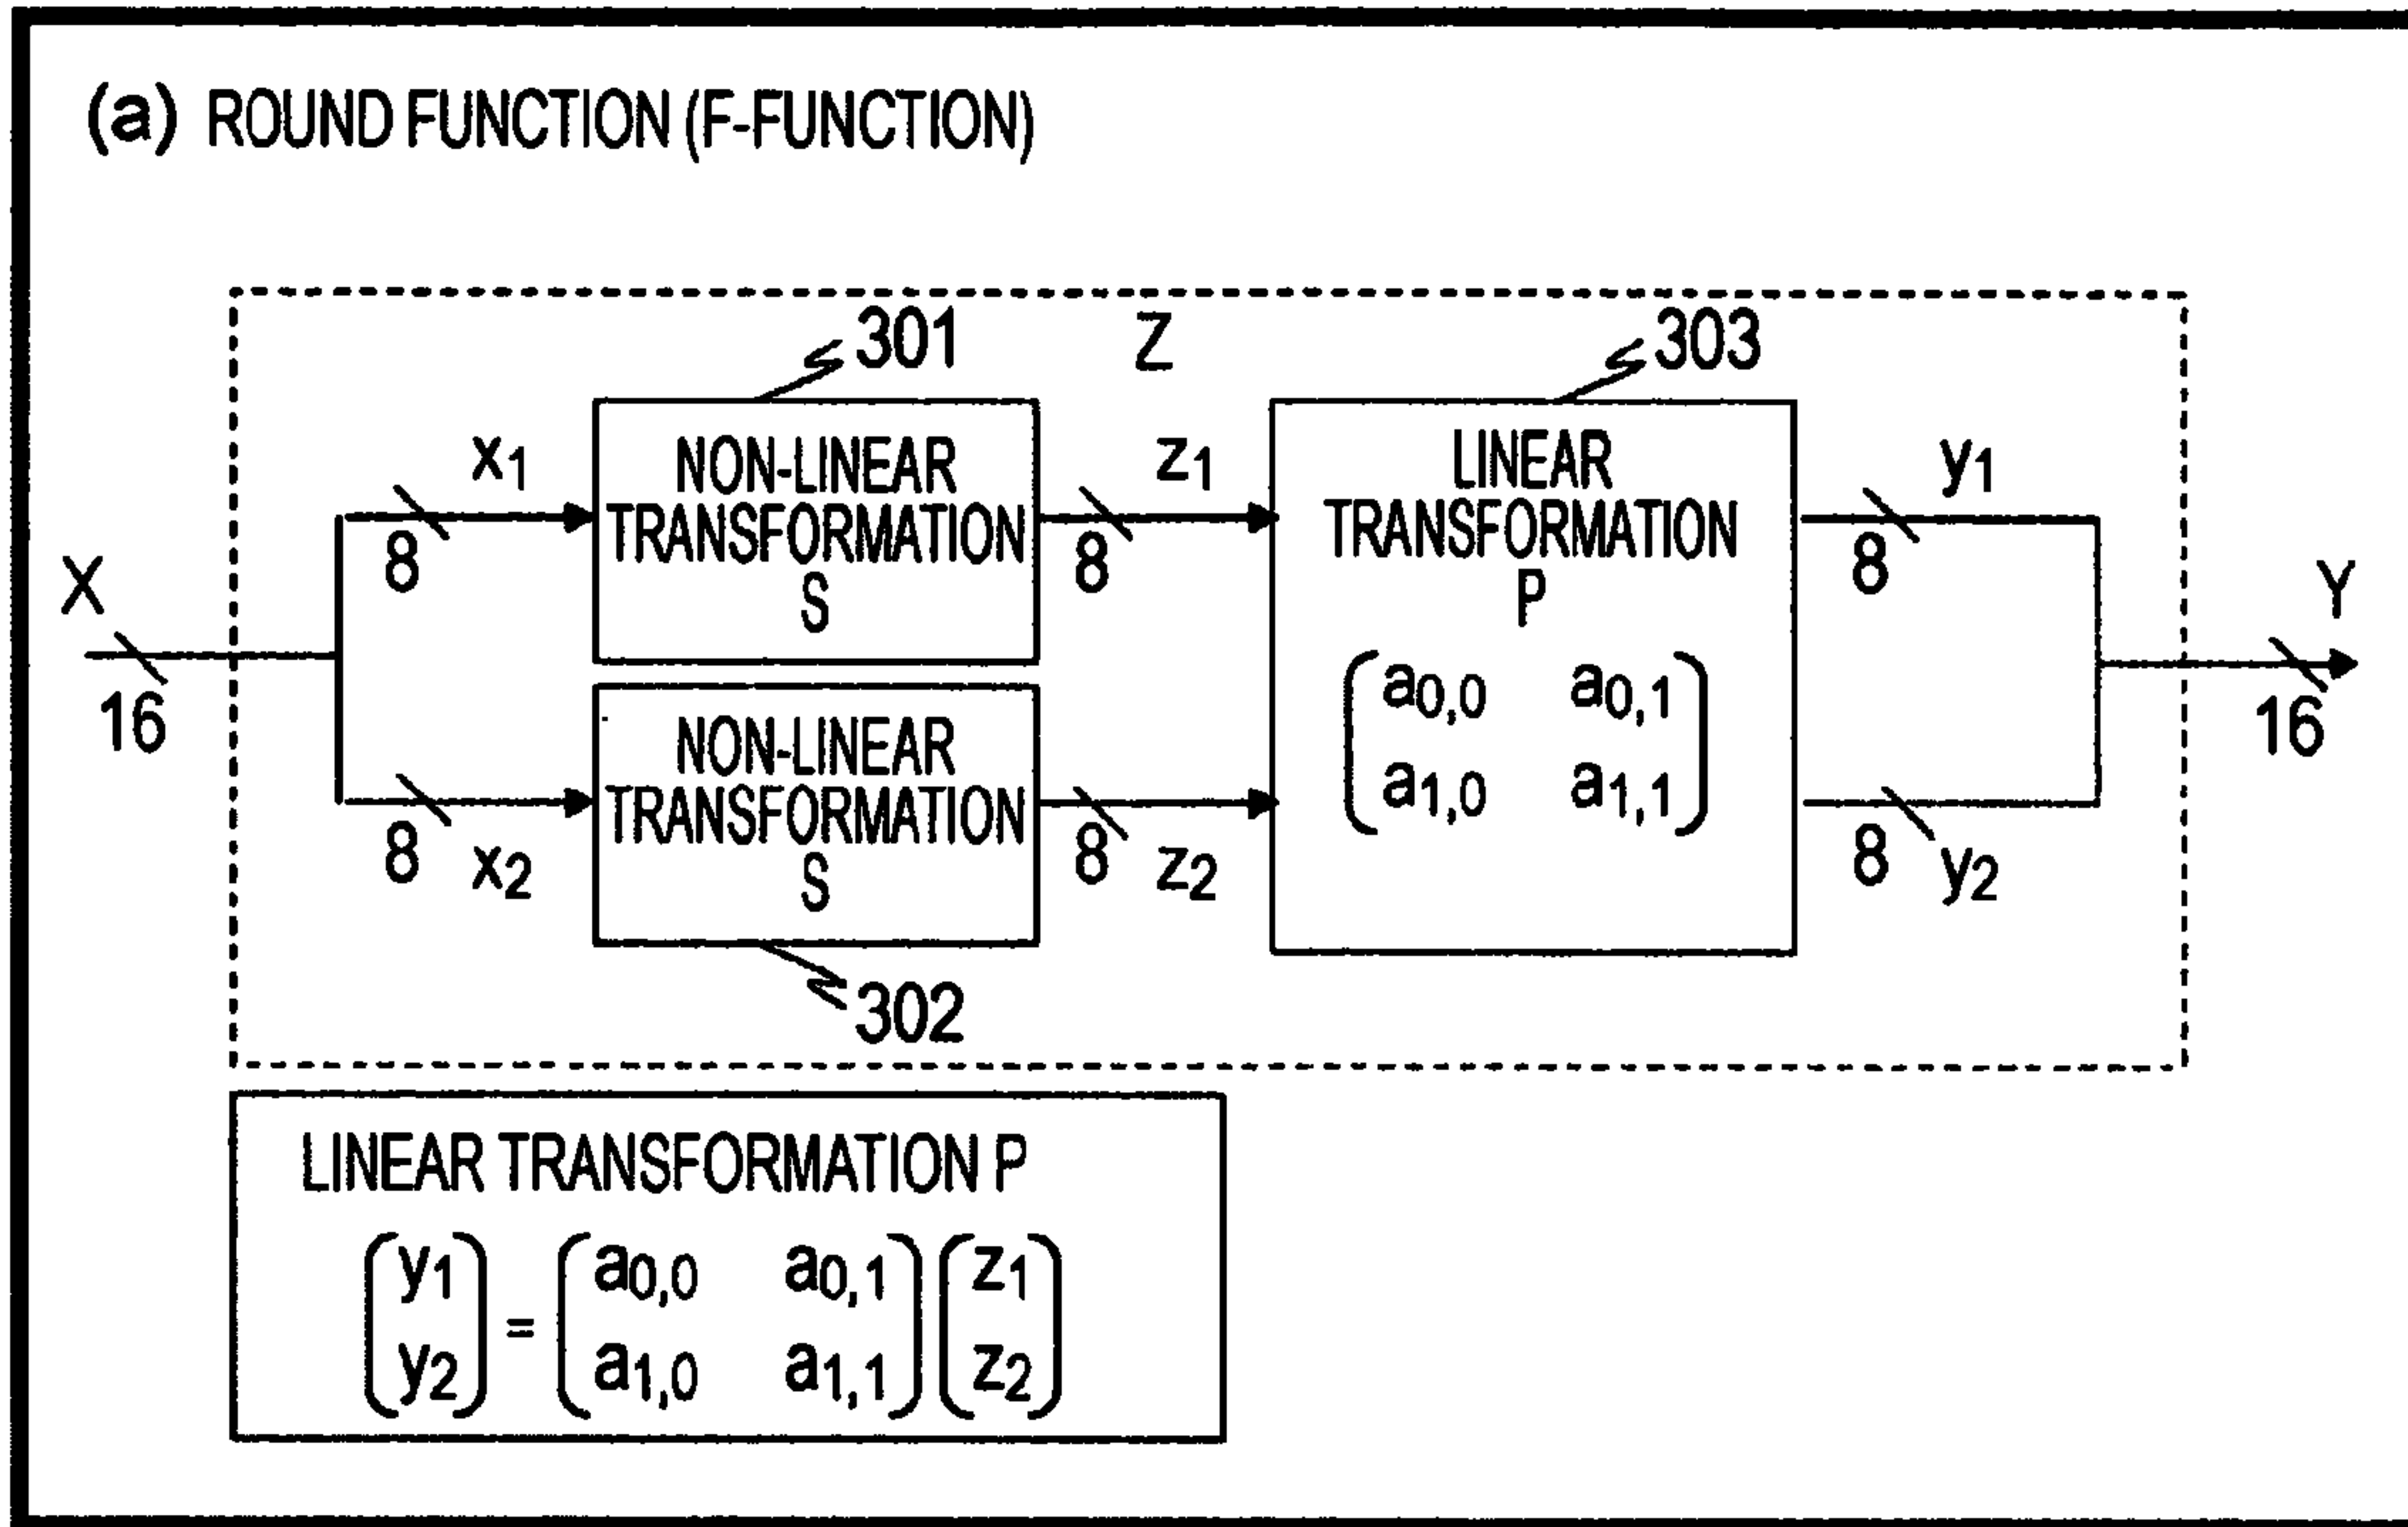 (a) ROUND FUNCTION (F-FUNCTION)
301
Z
303
X
16
x1
8
NON-LINEAR
TRANSFORMATION
S
z1
8
LINEAR
TRANSFORMATION
P
a0,0 a0,1
a1,0 a1,1
y1
8
Y
16
8
x2
NON-LINEAR
TRANSFORMATION
S
8
z2
8
y2
302
LINEAR TRANSFORMATION P
(y1) = (a0,0 a0,1) (z1)
(y2) (a1,0 a1,1) (z2)